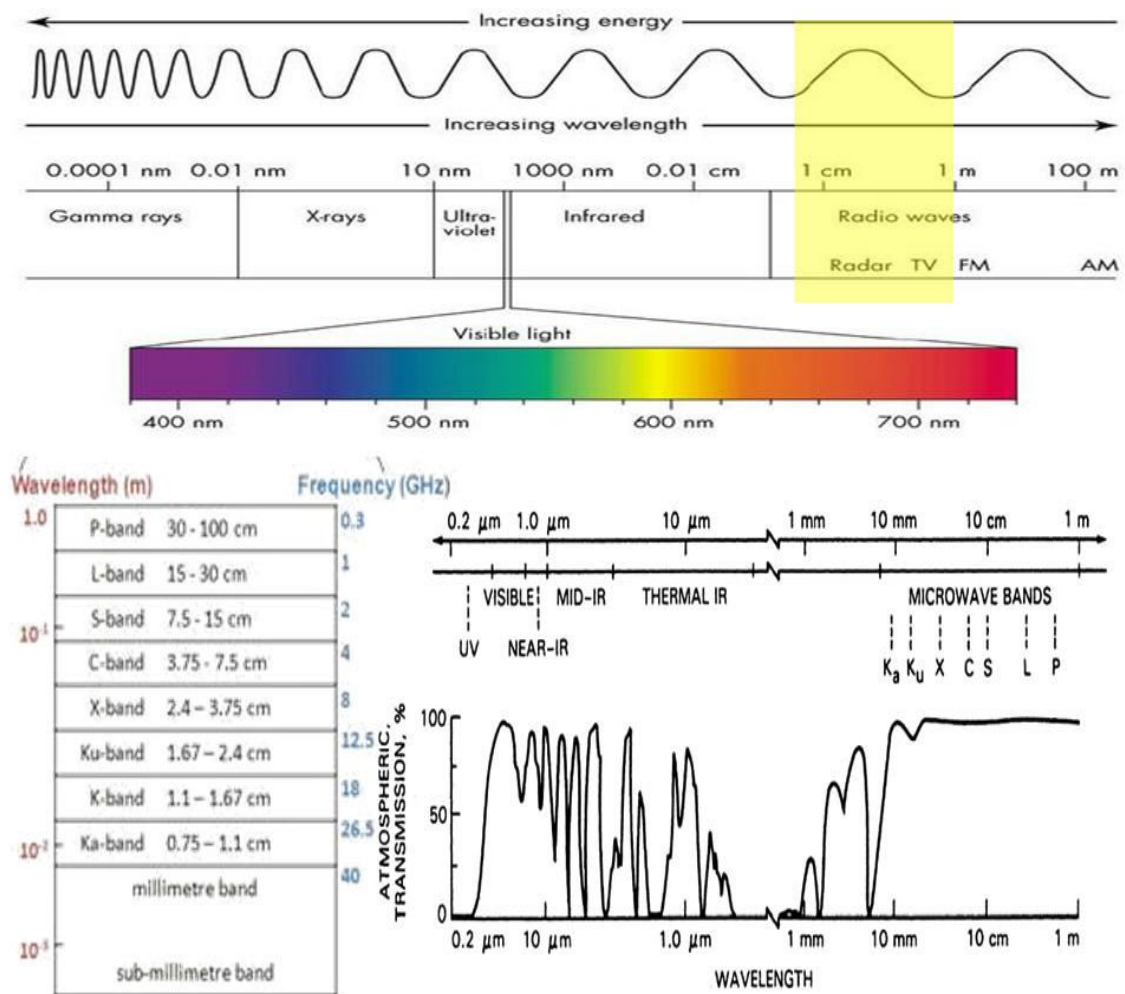 Increasing energy
Increasing wavelength
0.0001 nm 0.01 nm 10 nm 1000 nm 0.01 cm 1 cm 1 m 100 m
Gamma rays X-rays Ultra-violet Infrared Radio waves
Radar TV FM AM
Visible light
400 nm 500 nm 600 nm 700 nm
Wavelength (m) Frequency (GHz)
1.0
P-band 30 - 100 cm
0.3
L-band 15 - 30 cm
1
S-band 7.5 - 15 cm
2
10⁻¹
C-band 3.75 - 7.5 cm
4
X-band 2.4 – 3.75 cm
8
Ku-band 1.67 – 2.4 cm
12.5
K-band 1.1 – 1.67 cm
18
Ka-band 0.75 – 1.1 cm
26.5
10⁻²
40
millimetre band
10⁻³
sub-millimetre band
0.2 μm 1.0 μm 10 μm 1 mm 10 mm 10 cm 1 m
VISIBLE MID-IR THERMAL IR MICROWAVE BANDS
UV NEAR-IR
Ka Ku X C S L P
ATMOSPHERIC TRANSMISSION, %
100
50
0
0.2 μm 10 μm 1.0 μm 1 mm 10 mm 10 cm 1 m
WAVELENGTH